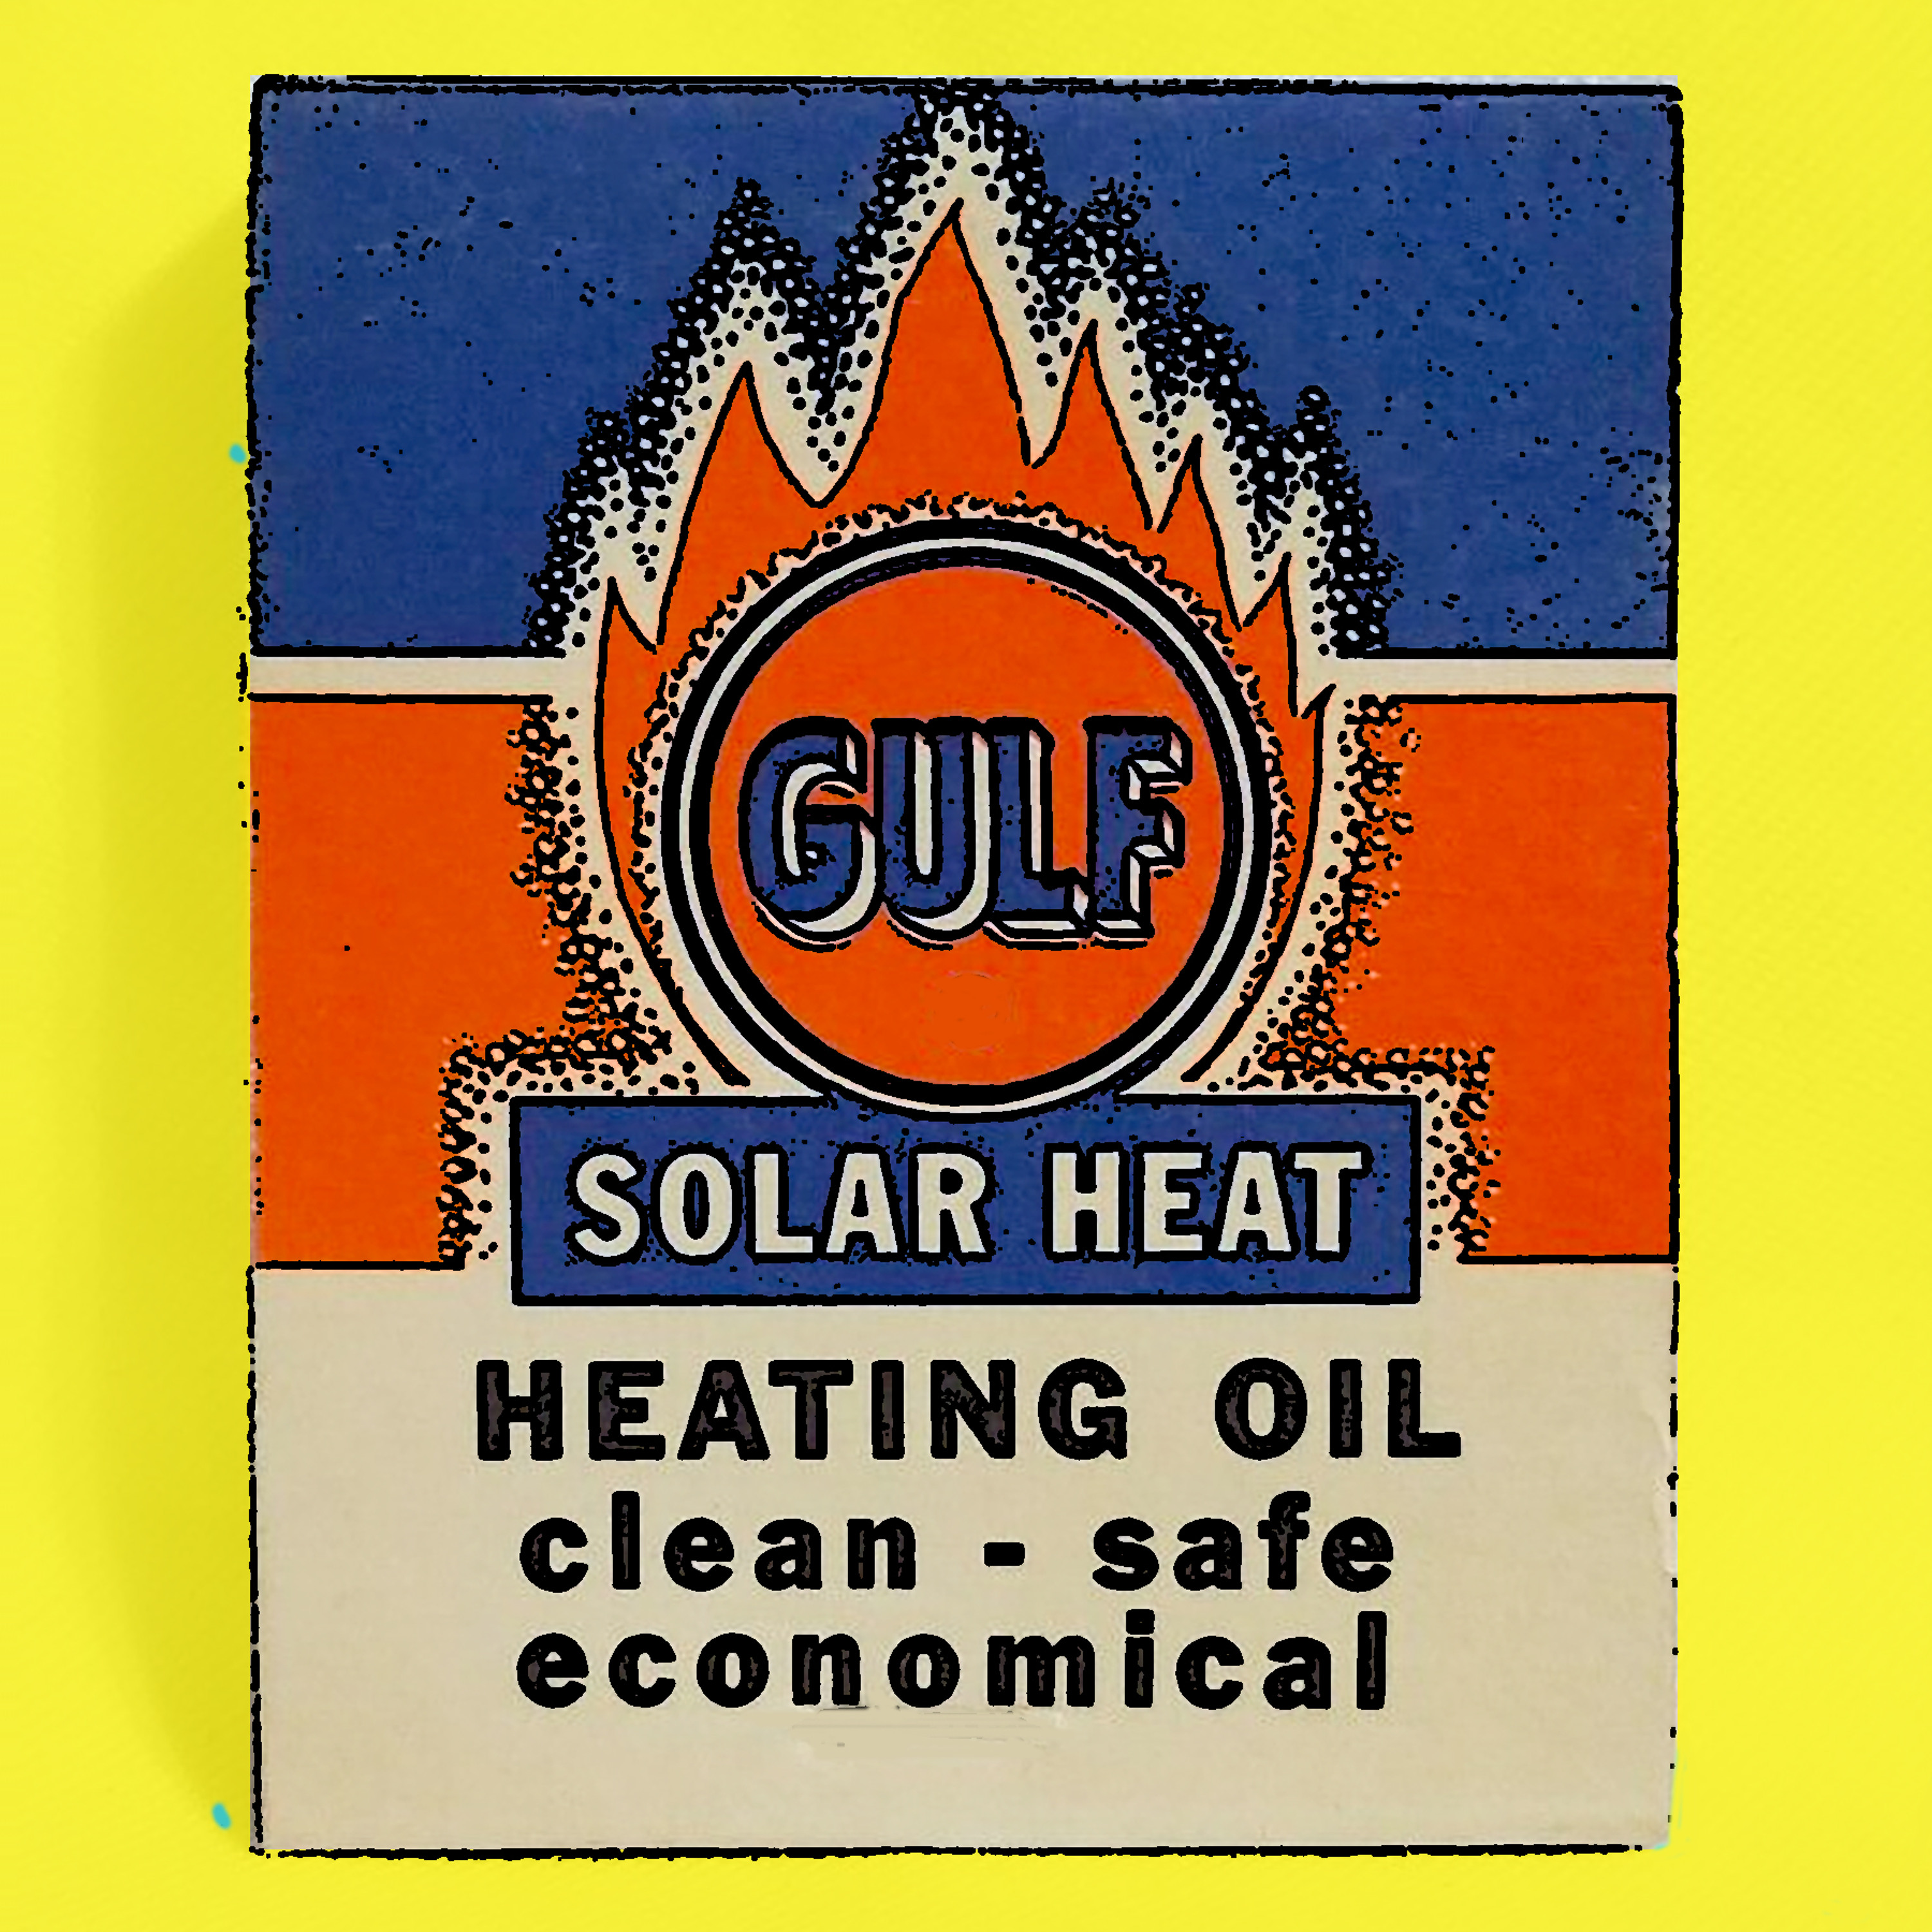 GULF
SOLAR HEAT
HEATING OIL
clean - safe
economical